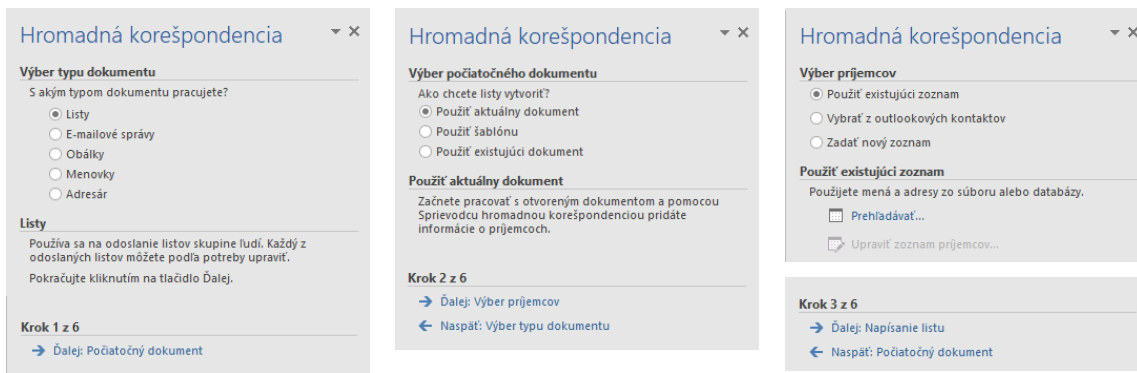 Hromadná korešpondencia
Výber typu dokumentu
S akým typom dokumentu pracujete?
Listy
E-mailové správy
Obálky
Menovky
Adresár
Listy
Používa sa na odoslanie listov skupine ľudí. Každý z
odoslaných listov môžete podľa potreby upraviť.
Pokračujte kliknutím na tlačidlo Ďalej.
Krok 1 z 6
Ďalej: Počiatočný dokument
Hromadná korešpondencia
Výber počiatočného dokumentu
Ako chcete listy vytvoriť?
Použiť aktuálny dokument
Použiť šablónu
Použiť existujúci dokument
Použiť aktuálny dokument
Začnete pracovať s otvoreným dokumentom a pomocou
Sprievodcu hromadnou korešpondenciou pridáte
informácie o príjemcoch.
Krok 2 z 6
Ďalej: Výber príjemcov
Naspäť: Výber typu dokumentu
Hromadná korešpondencia
Výber príjemcov
Použiť existujúci zoznam
Vybrať z outlookových kontaktov
Zadať nový zoznam
Použiť existujúci zoznam
Použijete mená a adresy zo súboru alebo databázy.
Prehľadávať...
Upraviť zoznam príjemcov...
Krok 3 z 6
Ďalej: Napísanie listu
Naspäť: Počiatočný dokument